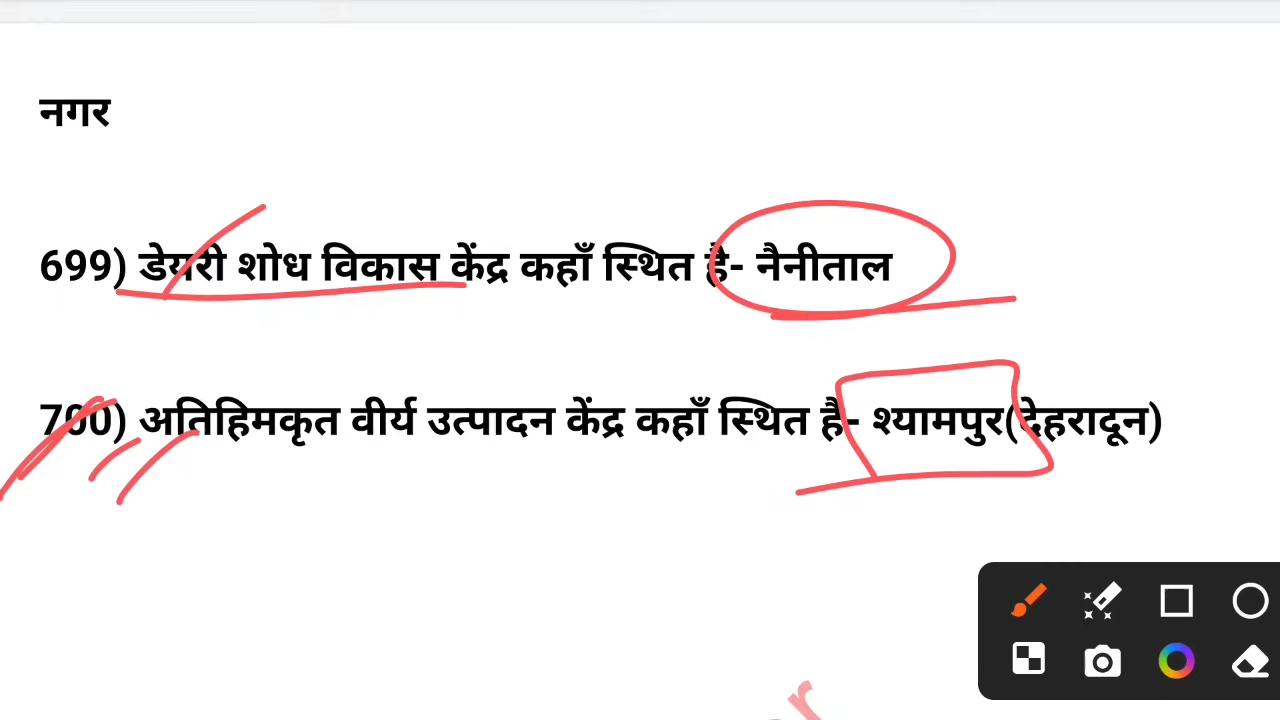 नगर
699) डेयरी शोध विकास केंद्र कहाँ स्थित है- नैनीताल
700) अतिहिमकृत वीर्य उत्पादन केंद्र कहाँ स्थित है- श्यामपुर(देहरादून)